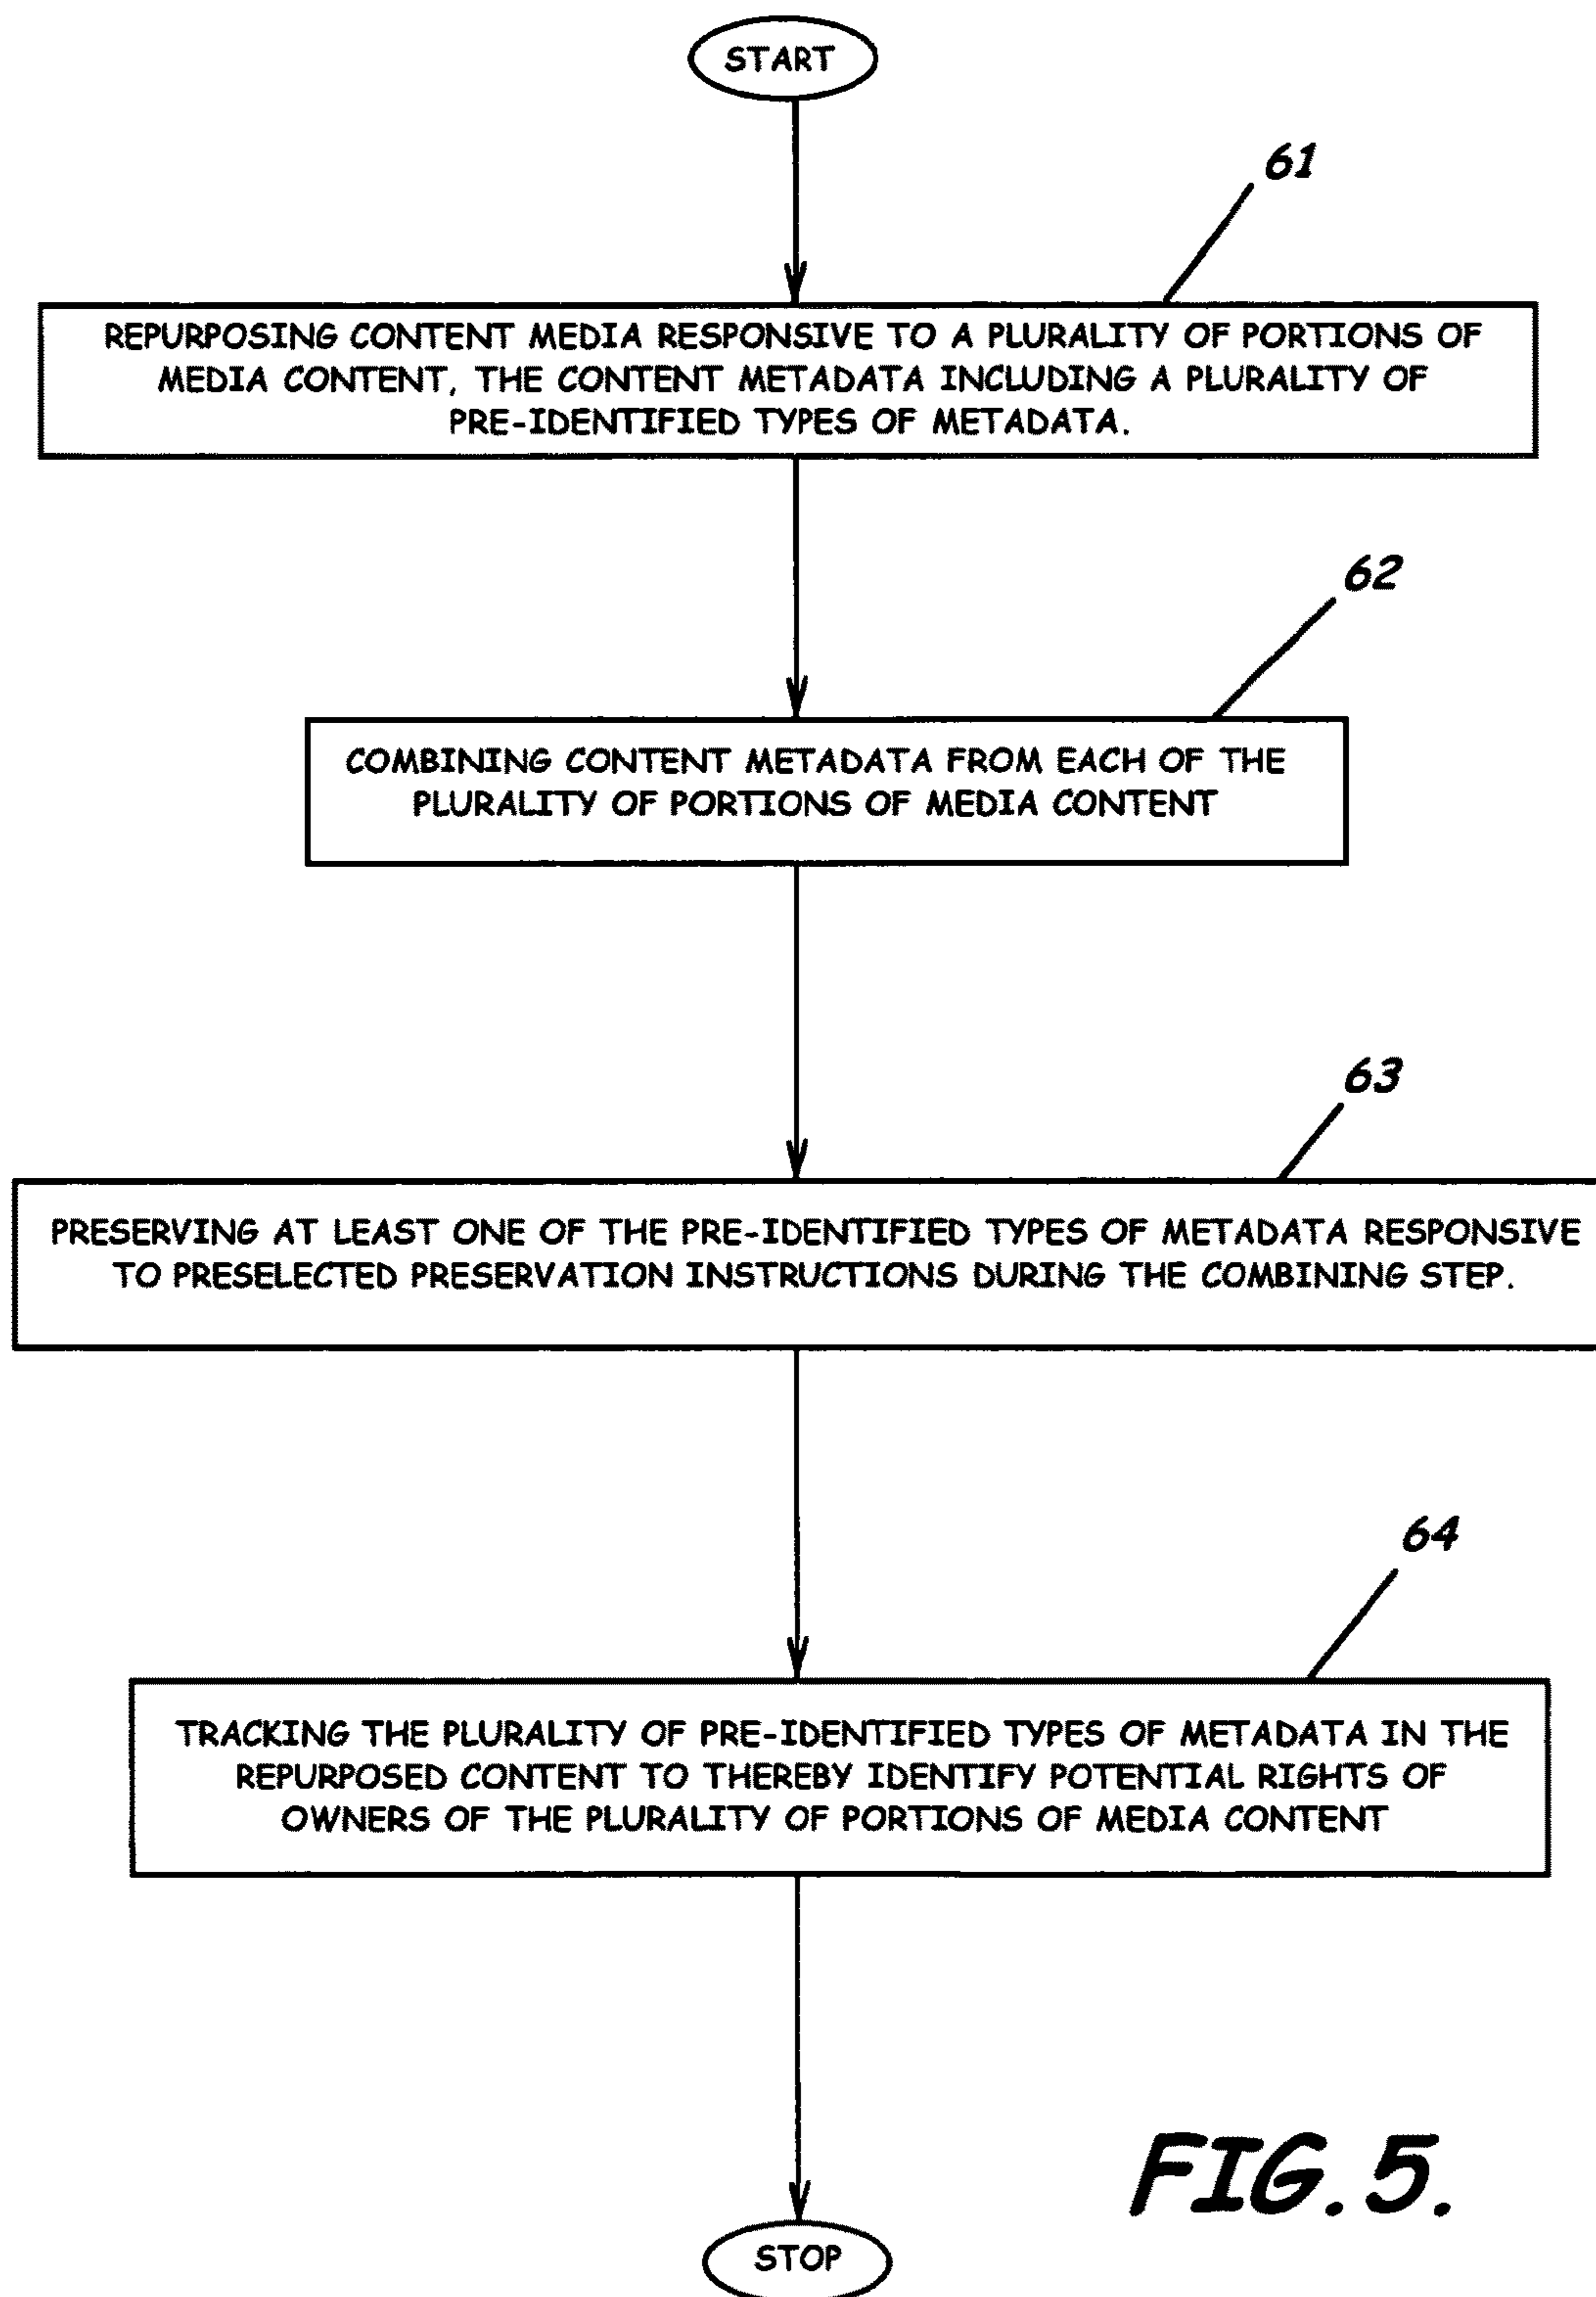 START
61
REPURPOSING CONTENT MEDIA RESPONSIVE TO A PLURALITY OF PORTIONS OF
MEDIA CONTENT, THE CONTENT METADATA INCLUDING A PLURALITY OF
PRE-IDENTIFIED TYPES OF METADATA.
62
COMBINING CONTENT METADATA FROM EACH OF THE
PLURALITY OF PORTIONS OF MEDIA CONTENT
63
PRESERVING AT LEAST ONE OF THE PRE-IDENTIFIED TYPES OF METADATA RESPONSIVE
TO PRESELECTED PRESERVATION INSTRUCTIONS DURING THE COMBINING STEP.
64
TRACKING THE PLURALITY OF PRE-IDENTIFIED TYPES OF METADATA IN THE
REPURPOSED CONTENT TO THEREBY IDENTIFY POTENTIAL RIGHTS OF
OWNERS OF THE PLURALITY OF PORTIONS OF MEDIA CONTENT
FIG. 5.
STOP